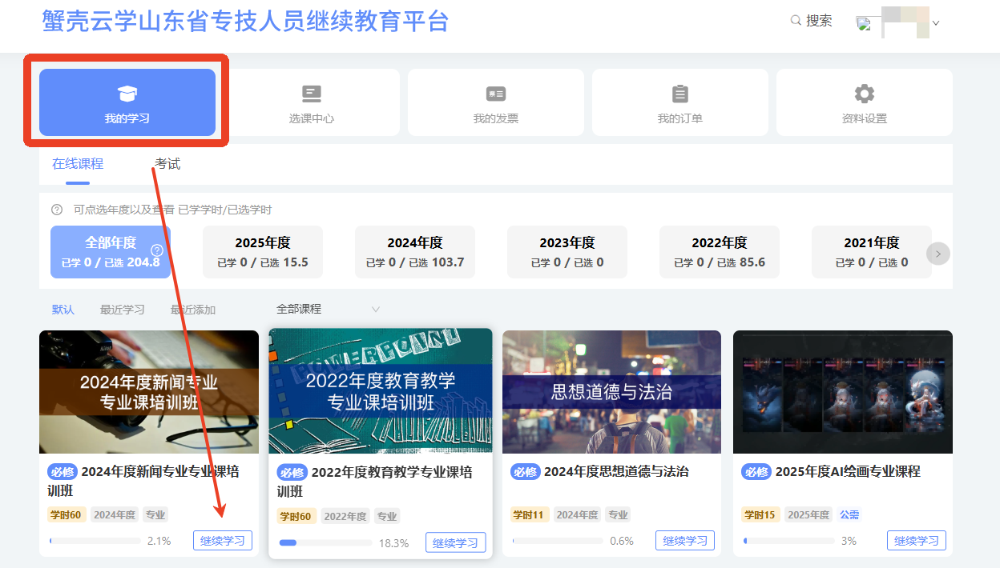 蟹壳云学山东省专技人员继续教育平台
搜索
我的学习
选课中心
我的发票
我的订单
资料设置
在线课程
考试
可点选年度以及查看 已学学时/已选学时
全部年度
已学 0 / 已选 204.8
2025年度
已学 0 / 已选 15.5
2024年度
已学 0 / 已选 103.7
2023年度
已学 0 / 已选 0
2022年度
已学 0 / 已选 85.6
2021年度
已学 0 / 已选 0
默认
最近学习
最近添加
全部课程
2024年度新闻专业
专业课培训班
必修 2024年度新闻专业专业课培
训班
学时60 2024年度 专业
2.1%
继续学习
POWERPOINT
2022年度教育教学
专业课培训班
必修 2022年度教育教学专业课培
训班
学时60 2022年度 专业
18.3%
继续学习
思想道德与法治
必修 2024年度思想道德与法治
学时11 2024年度 专业
0.6%
继续学习
必修 2025年度AI绘画专业课程
学时15 2025年度 公需
3%
继续学习